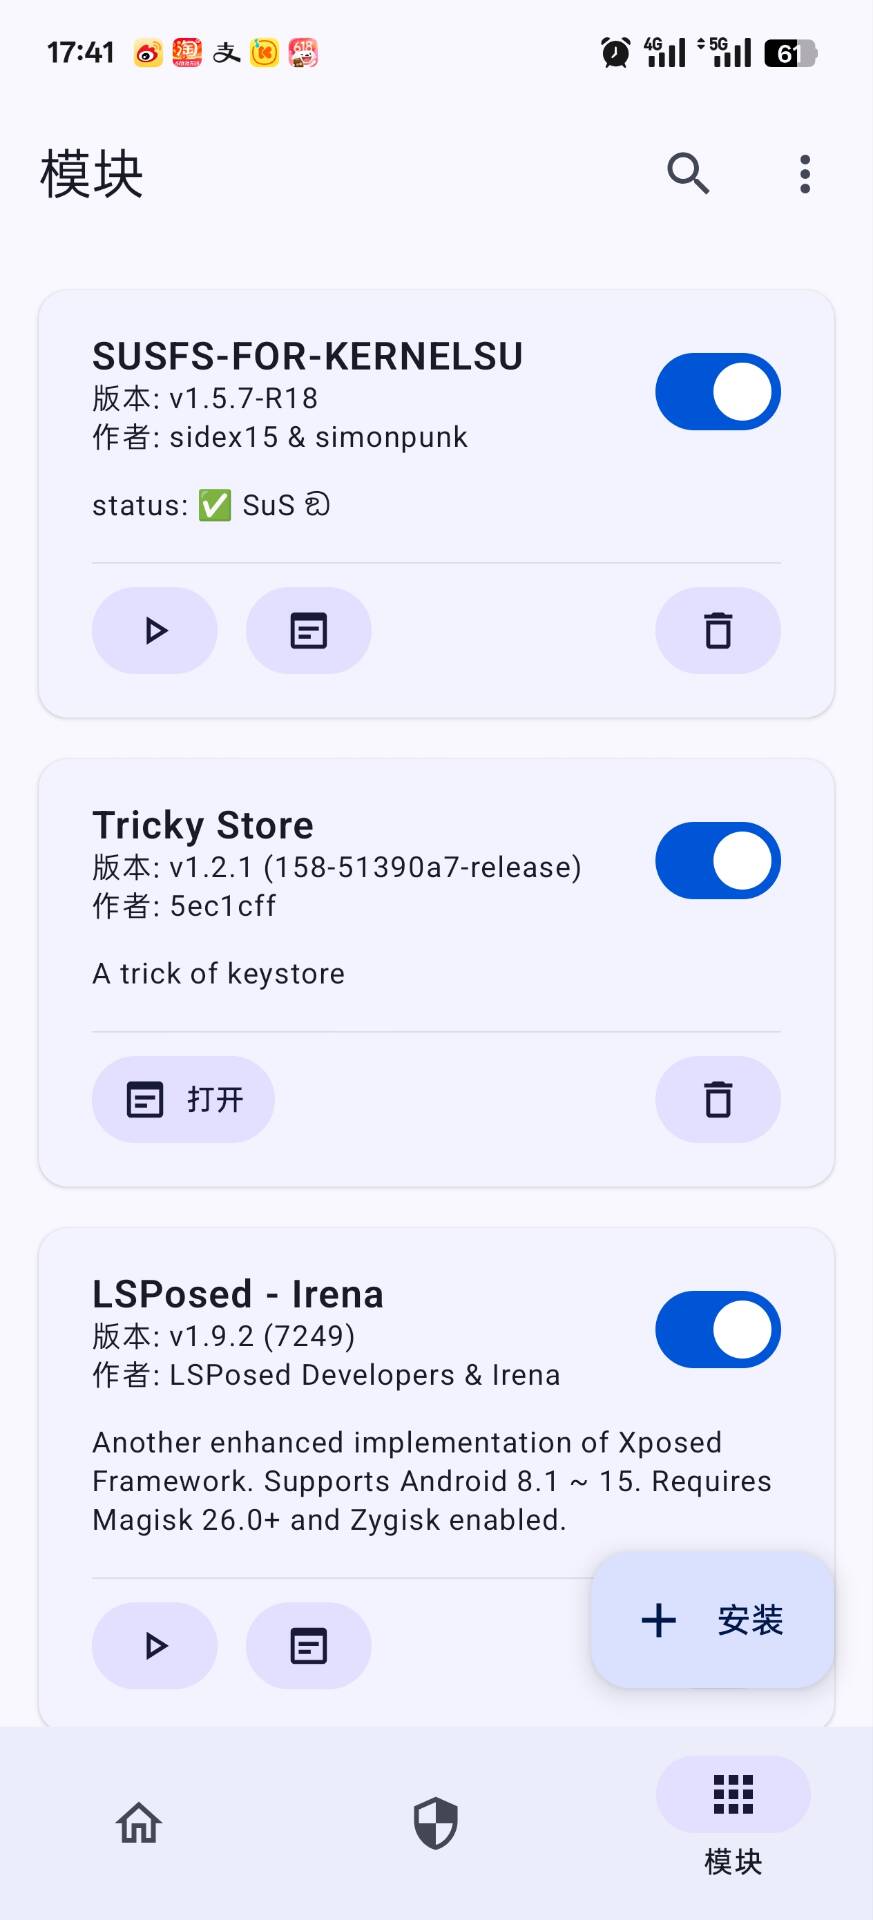 17:41
4G
5G
61
模块
SUSFS-FOR-KERNELSU
版本: v1.5.7-R18
作者: sidex15 & simonpunk
status: ✅ SuS ඞ
Tricky Store
版本: v1.2.1 (158-51390a7-release)
作者: 5ec1cff
A trick of keystore
打开
LSPosed - Irena
版本: v1.9.2 (7249)
作者: LSPosed Developers & Irena
Another enhanced implementation of Xposed
Framework. Supports Android 8.1 ~ 15. Requires
Magisk 26.0+ and Zygisk enabled.
安装
模块